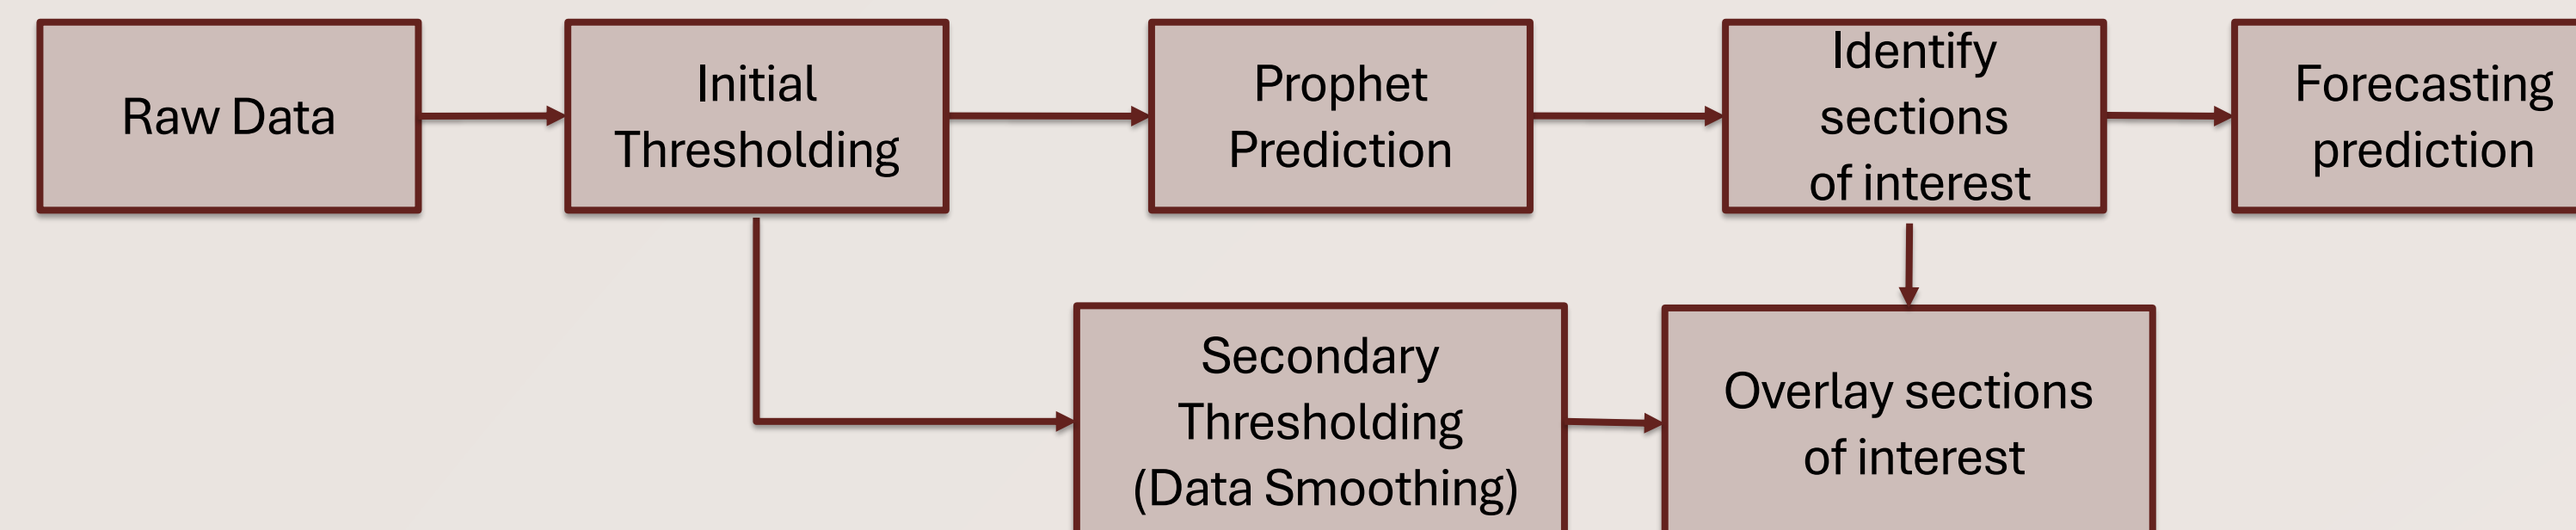 Raw Data
Initial
Thresholding
Prophet
Prediction
Identify
sections
of interest
Forecasting
prediction
Secondary
Thresholding
(Data Smoothing)
Overlay sections
of interest